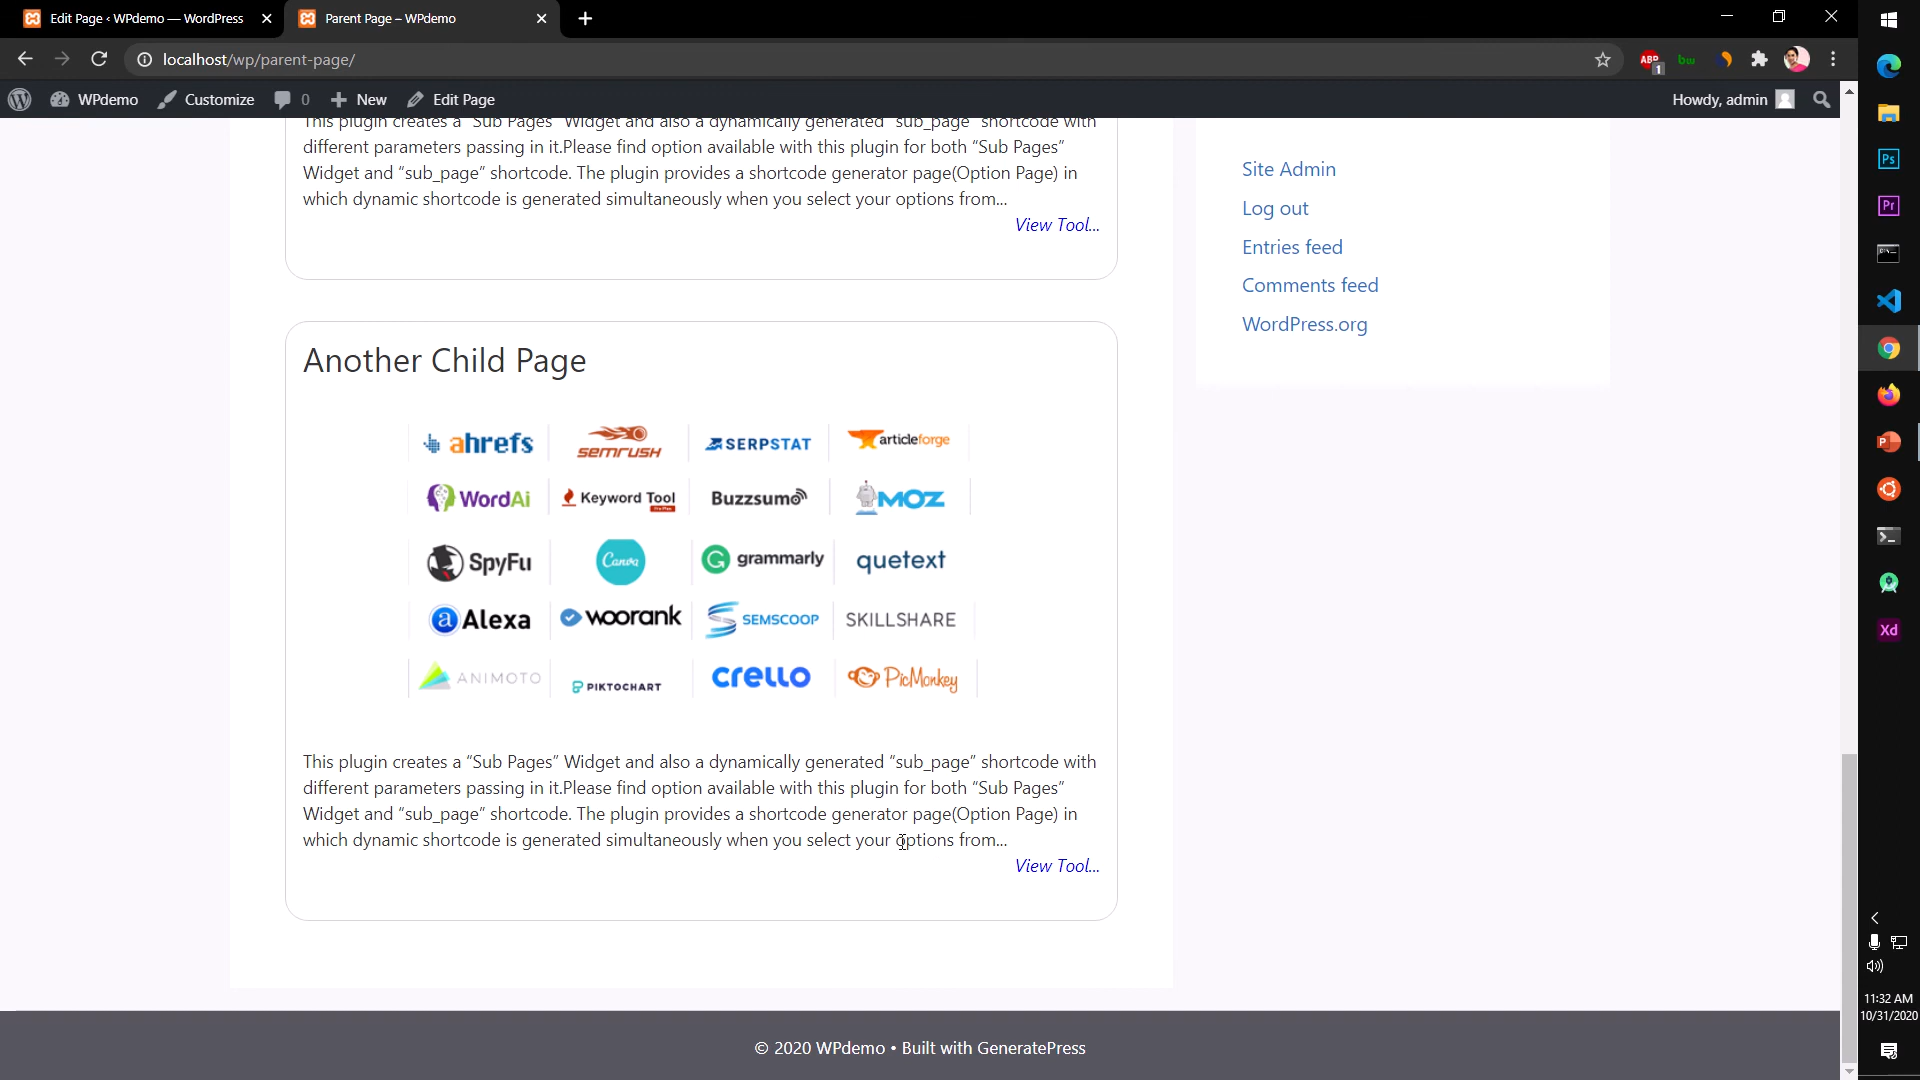 Edit Page ‹ WPdemo — WordPress
Parent Page – WPdemo
localhost/wp/parent-page/
ABP
1
bw
WPdemo
Customize
0
New
Edit Page
Howdy, admin
This plugin creates a “Sub Pages” Widget and also a dynamically generated “sub_page” shortcode with
different parameters passing in it.Please find option available with this plugin for both “Sub Pages”
Widget and “sub_page” shortcode. The plugin provides a shortcode generator page(Option Page) in
which dynamic shortcode is generated simultaneously when you select your options from...
View Tool...
Site Admin
Log out
Entries feed
Comments feed
WordPress.org
Another Child Page
ahrefs
semrush
SERPSTAT
articleforge
WordAi
Keyword Tool
Buzzsumo
MOZ
SpyFu
Canva
grammarly
quetext
a Alexa
woorank
SEMSCOOP
SKILLSHARE
ANIMOTO
PIKTOCHART
crello
PicMonkey
This plugin creates a “Sub Pages” Widget and also a dynamically generated “sub_page” shortcode with
different parameters passing in it.Please find option available with this plugin for both “Sub Pages”
Widget and “sub_page” shortcode. The plugin provides a shortcode generator page(Option Page) in
which dynamic shortcode is generated simultaneously when you select your options from...
View Tool...
© 2020 WPdemo • Built with GeneratePress
Ps
Pr
P
Xd
11:32 AM
10/31/2020